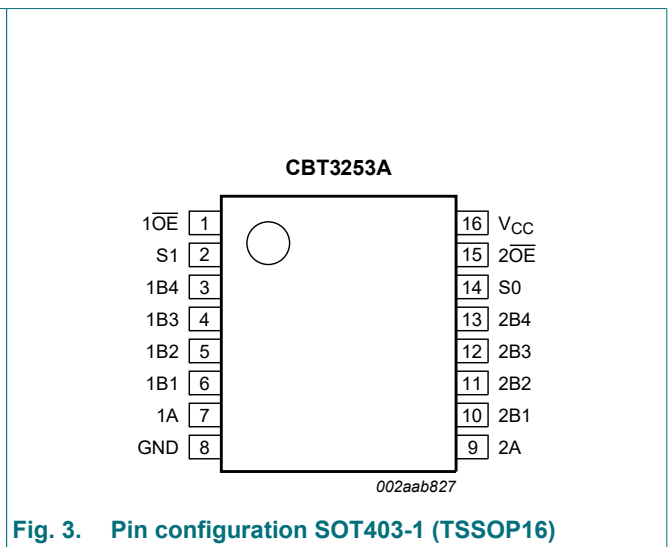 CBT3253A
1O̅E̅ 1 16 VCC
S1 2 15 2O̅E̅
1B4 3 14 S0
1B3 4 13 2B4
1B2 5 12 2B3
1B1 6 11 2B2
1A 7 10 2B1
GND 8 9 2A
002aab827
Fig. 3. Pin configuration SOT403-1 (TSSOP16)